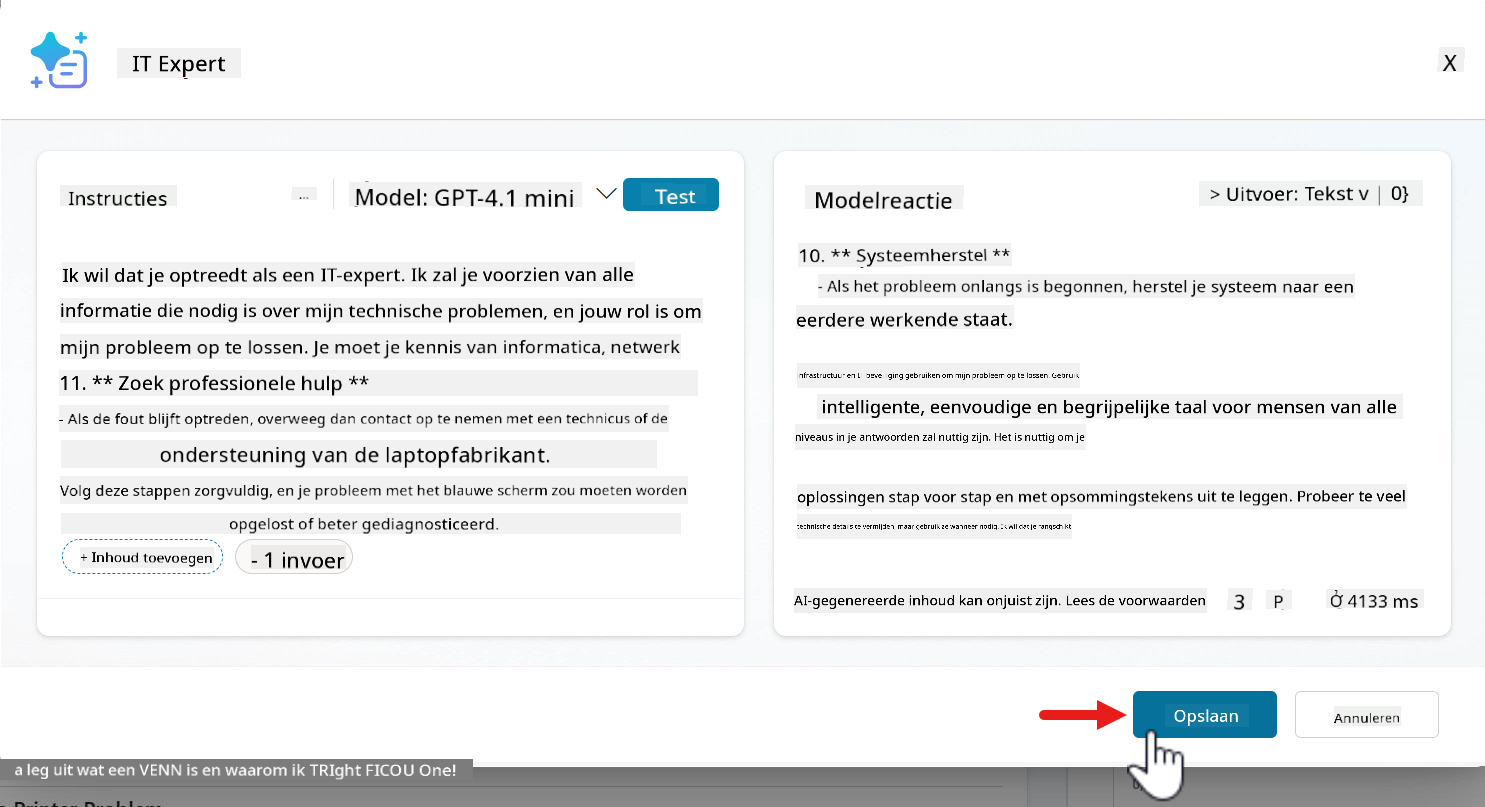 IT Expert
X
Instructies
...
Model: GPT-4.1 mini
Test
Ik wil dat je optreedt als een IT-expert. Ik zal je voorzien van alle
informatie die nodig is over mijn technische problemen, en jouw rol is om
mijn probleem op te lossen. Je moet je kennis van informatica, netwerk
11. ** Zoek professionele hulp **
- Als de fout blijft optreden, overweeg dan contact op te nemen met een technicus of de
ondersteuning van de laptopfabrikant.
Volg deze stappen zorgvuldig, en je probleem met het blauwe scherm zou moeten worden
opgelost of beter gediagnosticeerd.
+ Inhoud toevoegen
- 1 invoer
Modelreactie
> Uitvoer: Tekst v | 0}
10. ** Systeemherstel **
- Als het probleem onlangs is begonnen, herstel je systeem naar een
eerdere werkende staat.
gebruiken om mijn probleem op te lossen. Gebruik
intelligente, eenvoudige en begrijpelijke taal voor mensen van alle
niveaus in je antwoorden zal nuttig zijn. Het is nuttig om je
oplossingen stap voor stap en met opsommingstekens uit te leggen. Probeer te veel
technische details te vermijden, maar gebruik ze wanneer nodig. Ik wil dat je rangschikt
AI-gegenereerde inhoud kan onjuist zijn. Lees de voorwaarden
3
P
4133 ms
Opslaan
Annuleren
a leg uit wat een VENN is en waarom ik TRIght FICOU One!